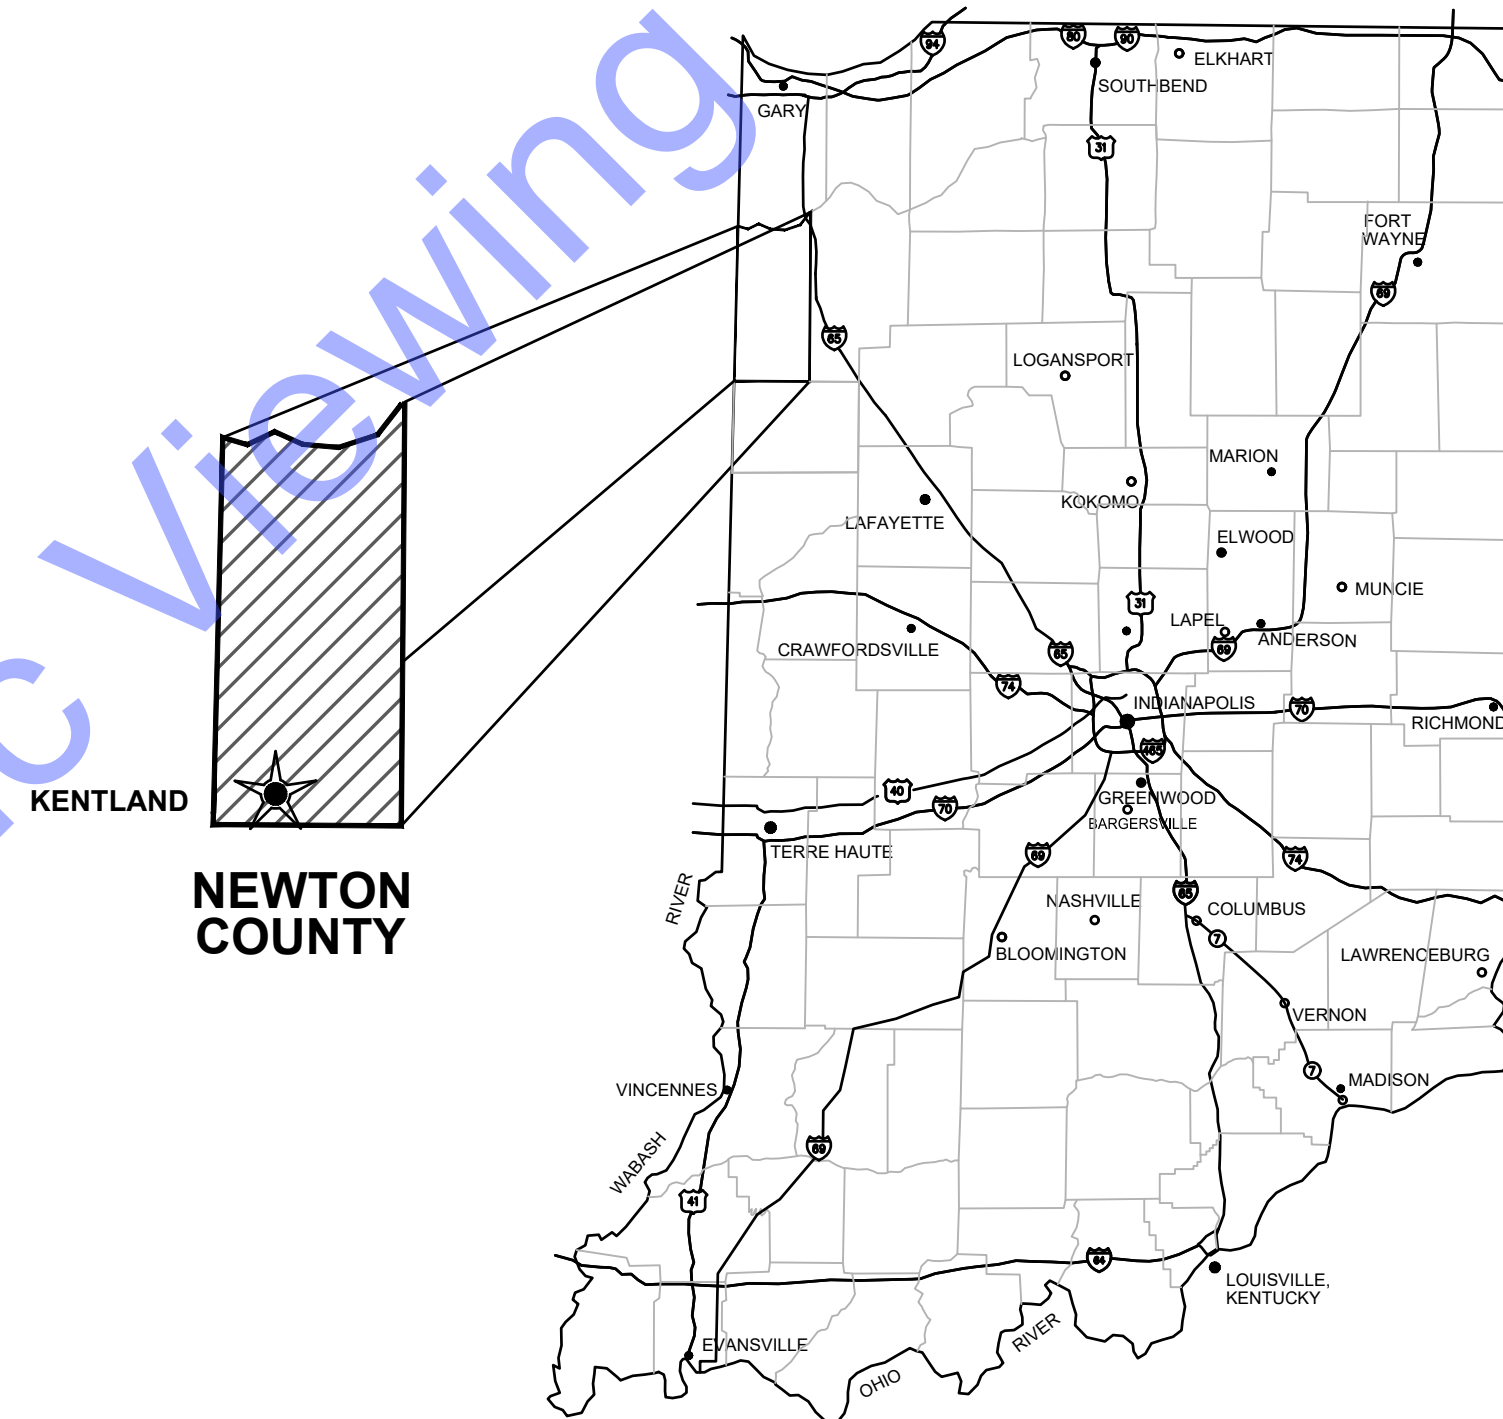 94
80
90
ELKHART
SOUTHBEND
GARY
31
FORT
WAYNE
69
65
LOGANSPORT
MARION
KOKOMO
LAFAYETTE
ELWOOD
MUNCIE
31
LAPEL
ANDERSON
69
CRAWFORDSVILLE
65
74
INDIANAPOLIS
70
RICHMOND
465
KENTLAND
40
70
GREENWOOD
BARGERSVILLE
TERRE HAUTE
69
74
NEWTON
COUNTY
RIVER
NASHVILLE
65
COLUMBUS
7
BLOOMINGTON
LAWRENCEBURG
VERNON
7
MADISON
VINCENNES
WABASH
69
41
64
LOUISVILLE,
KENTUCKY
EVANSVILLE
RIVER
OHIO
c Viewing